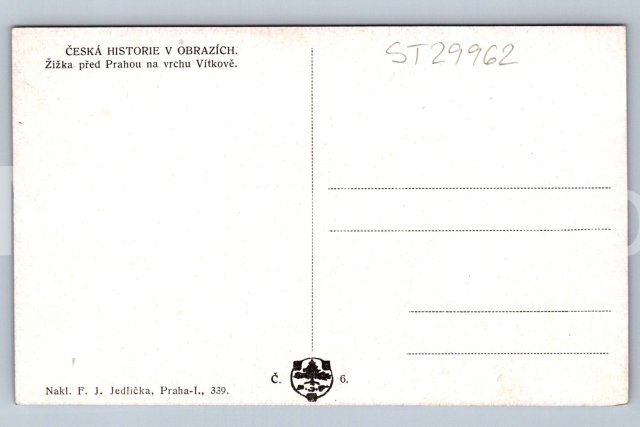 ČESKÁ HISTORIE V OBRAZÍCH.
Žižka před Prahou na vrchu Vítkově.
ST29962
Č. 6.
Nakl. F. J. Jedlička, Praha-I., 339.